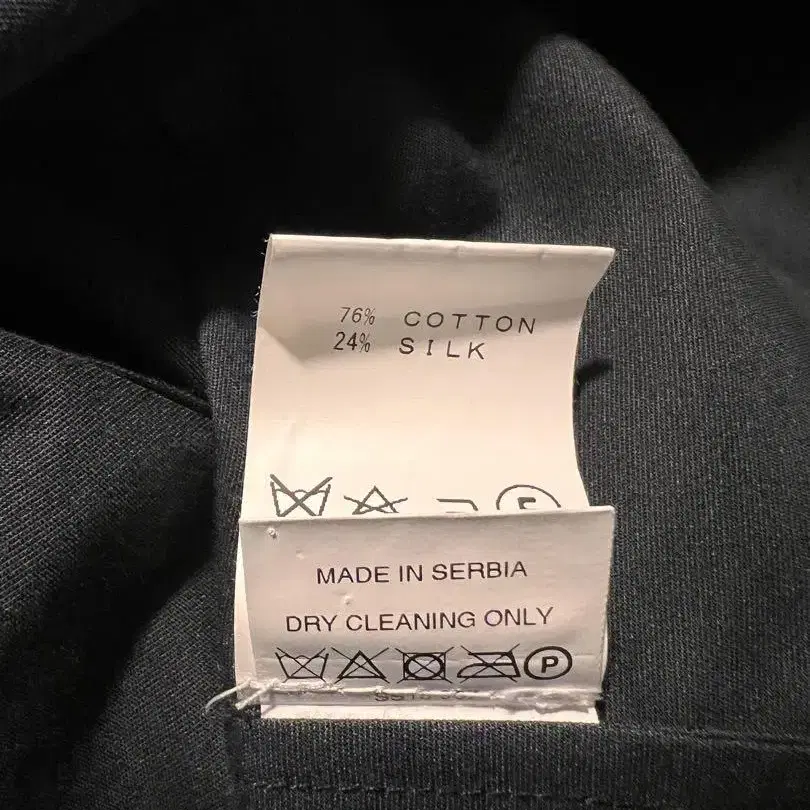 76% COTTON
24% SILK
MADE IN SERBIA
DRY CLEANING ONLY
P